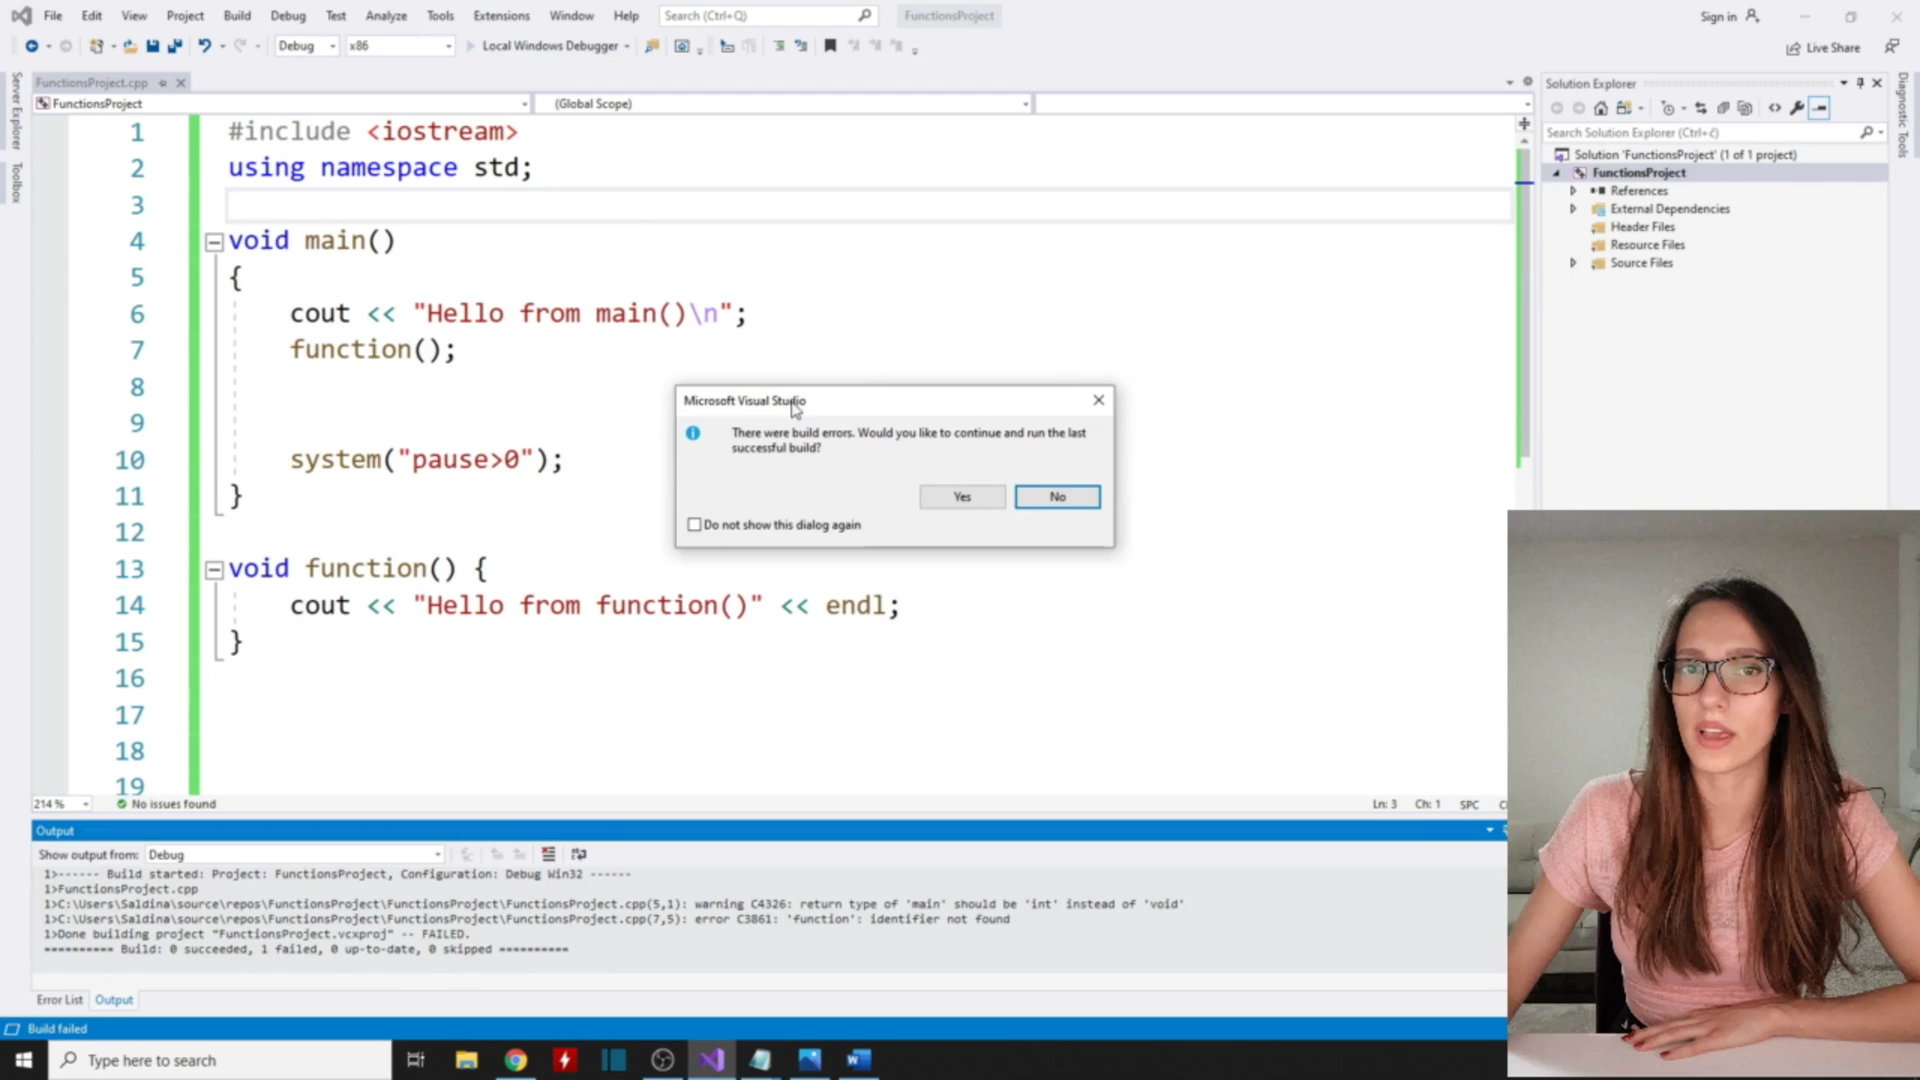 File Edit View Project Build Debug Test Analyze Tools Extensions Window Help Search (Ctrl+Q) FunctionsProject Sign in
Debug x86 Local Windows Debugger Live Share
FunctionsProject.cpp
FunctionsProject (Global Scope)
Server Explorer
Toolbox
1 #include <iostream>
2 using namespace std;
3
4 void main()
5 {
6 cout << "Hello from main()\n";
7 function();
8
9
10 system("pause>0");
11 }
12
13 void function() {
14 cout << "Hello from function()" << endl;
15 }
16
17
18
19
Microsoft Visual Studio
There were build errors. Would you like to continue and run the last
successful build?
Yes No
Do not show this dialog again
Solution Explorer
Search Solution Explorer (Ctrl+č)
Solution 'FunctionsProject' (1 of 1 project)
FunctionsProject
References
External Dependencies
Header Files
Resource Files
Source Files
Diagnostic Tools
214 % No issues found Ln: 3 Ch: 1 SPC
Output
Show output from: Debug
1>------ Build started: Project: FunctionsProject, Configuration: Debug Win32 ------
1>FunctionsProject.cpp
1>C:\Users\Saldina\source\repos\FunctionsProject\FunctionsProject\FunctionsProject.cpp(5,1): warning C4326: return type of 'main' should be 'int' instead of 'void'
1>C:\Users\Saldina\source\repos\FunctionsProject\FunctionsProject\FunctionsProject.cpp(7,5): error C3861: 'function': identifier not found
1>Done building project "FunctionsProject.vcxproj" -- FAILED.
========== Build: 0 succeeded, 1 failed, 0 up-to-date, 0 skipped ==========
Error List Output
Build failed
Type here to search